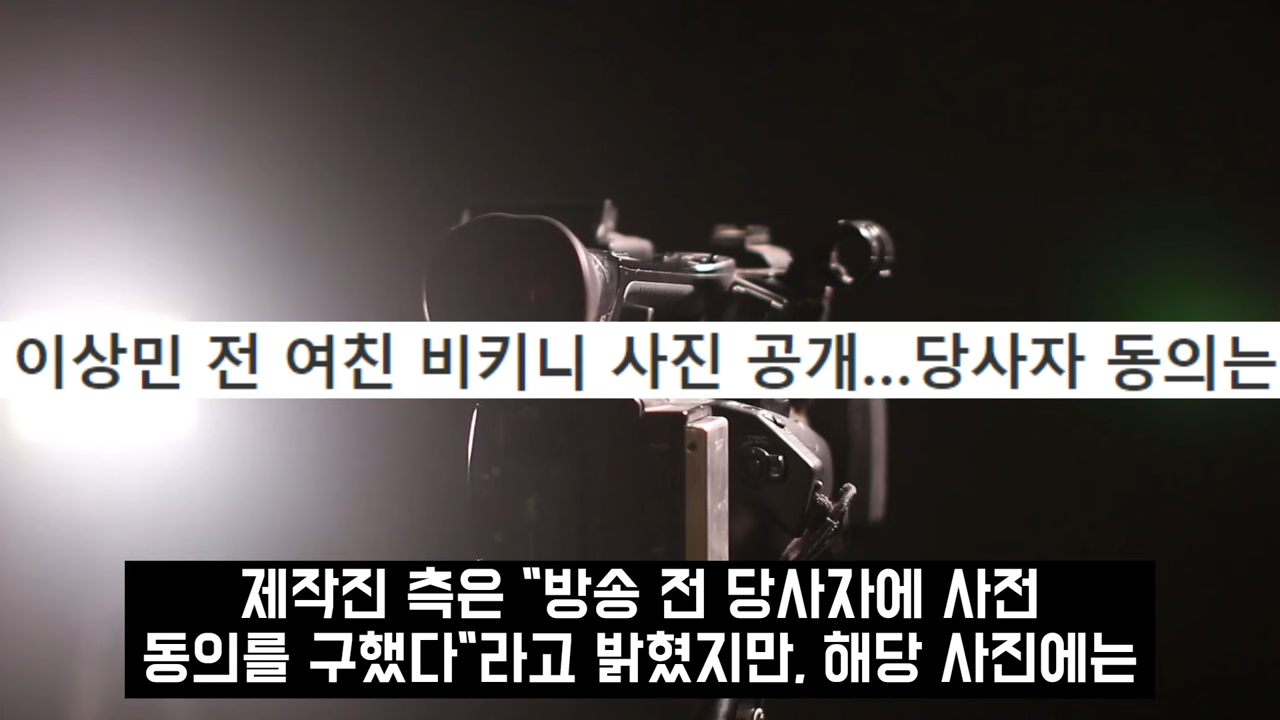 이상민 전 여친 비키니 사진 공개...당사자 동의는
제작진 측은 "방송 전 당사자에 사전
동의를 구했다"라고 밝혔지만, 해당 사진에는